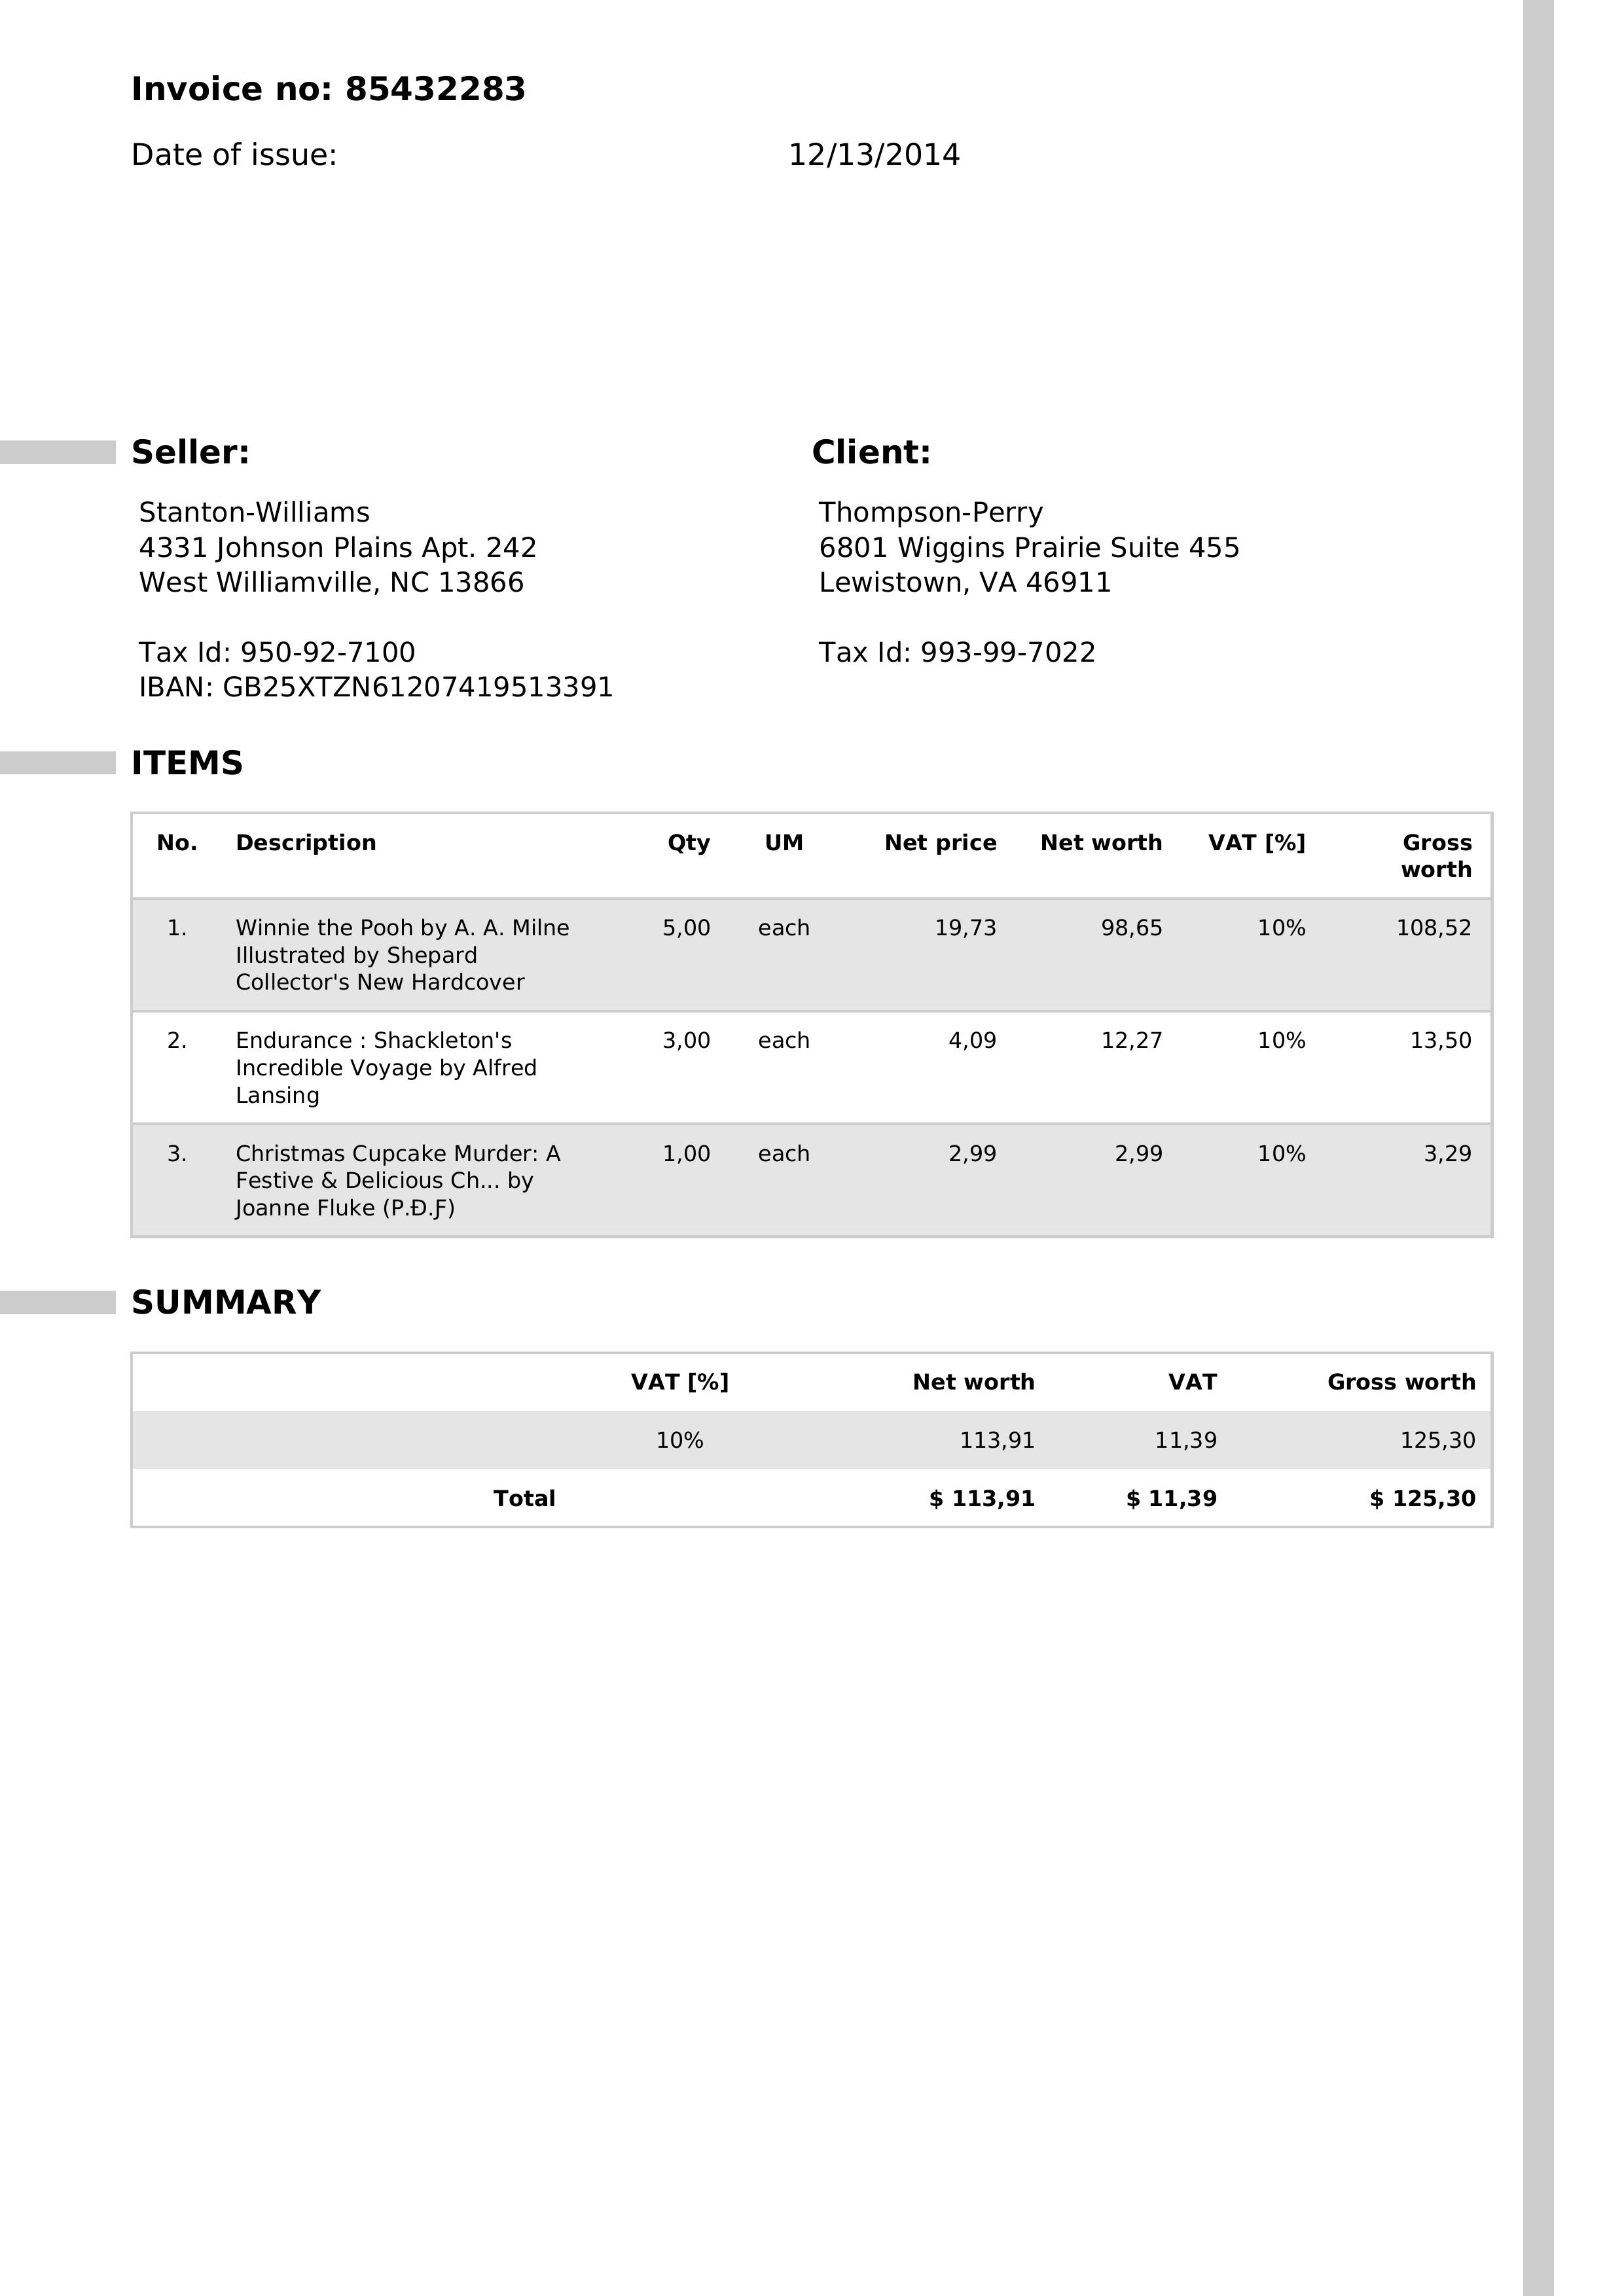 Invoice no: 85432283
Date of issue: 12/13/2014
Seller:
Stanton-Williams
4331 Johnson Plains Apt. 242
West Williamville, NC 13866
Tax Id: 950-92-7100
IBAN: GB25XTZN61207419513391
Client:
Thompson-Perry
6801 Wiggins Prairie Suite 455
Lewistown, VA 46911
Tax Id: 993-99-7022
ITEMS
No. Description Qty UM Net price Net worth VAT [%] Gross
worth
1. Winnie the Pooh by A. A. Milne 5,00 each 19,73 98,65 10% 108,52
Illustrated by Shepard
Collector's New Hardcover
2. Endurance : Shackleton's 3,00 each 4,09 12,27 10% 13,50
Incredible Voyage by Alfred
Lansing
3. Christmas Cupcake Murder: A 1,00 each 2,99 2,99 10% 3,29
Festive & Delicious Ch... by
Joanne Fluke (P.Ð.Ƒ)
SUMMARY
VAT [%] Net worth VAT Gross worth
10% 113,91 11,39 125,30
Total $ 113,91 $ 11,39 $ 125,30